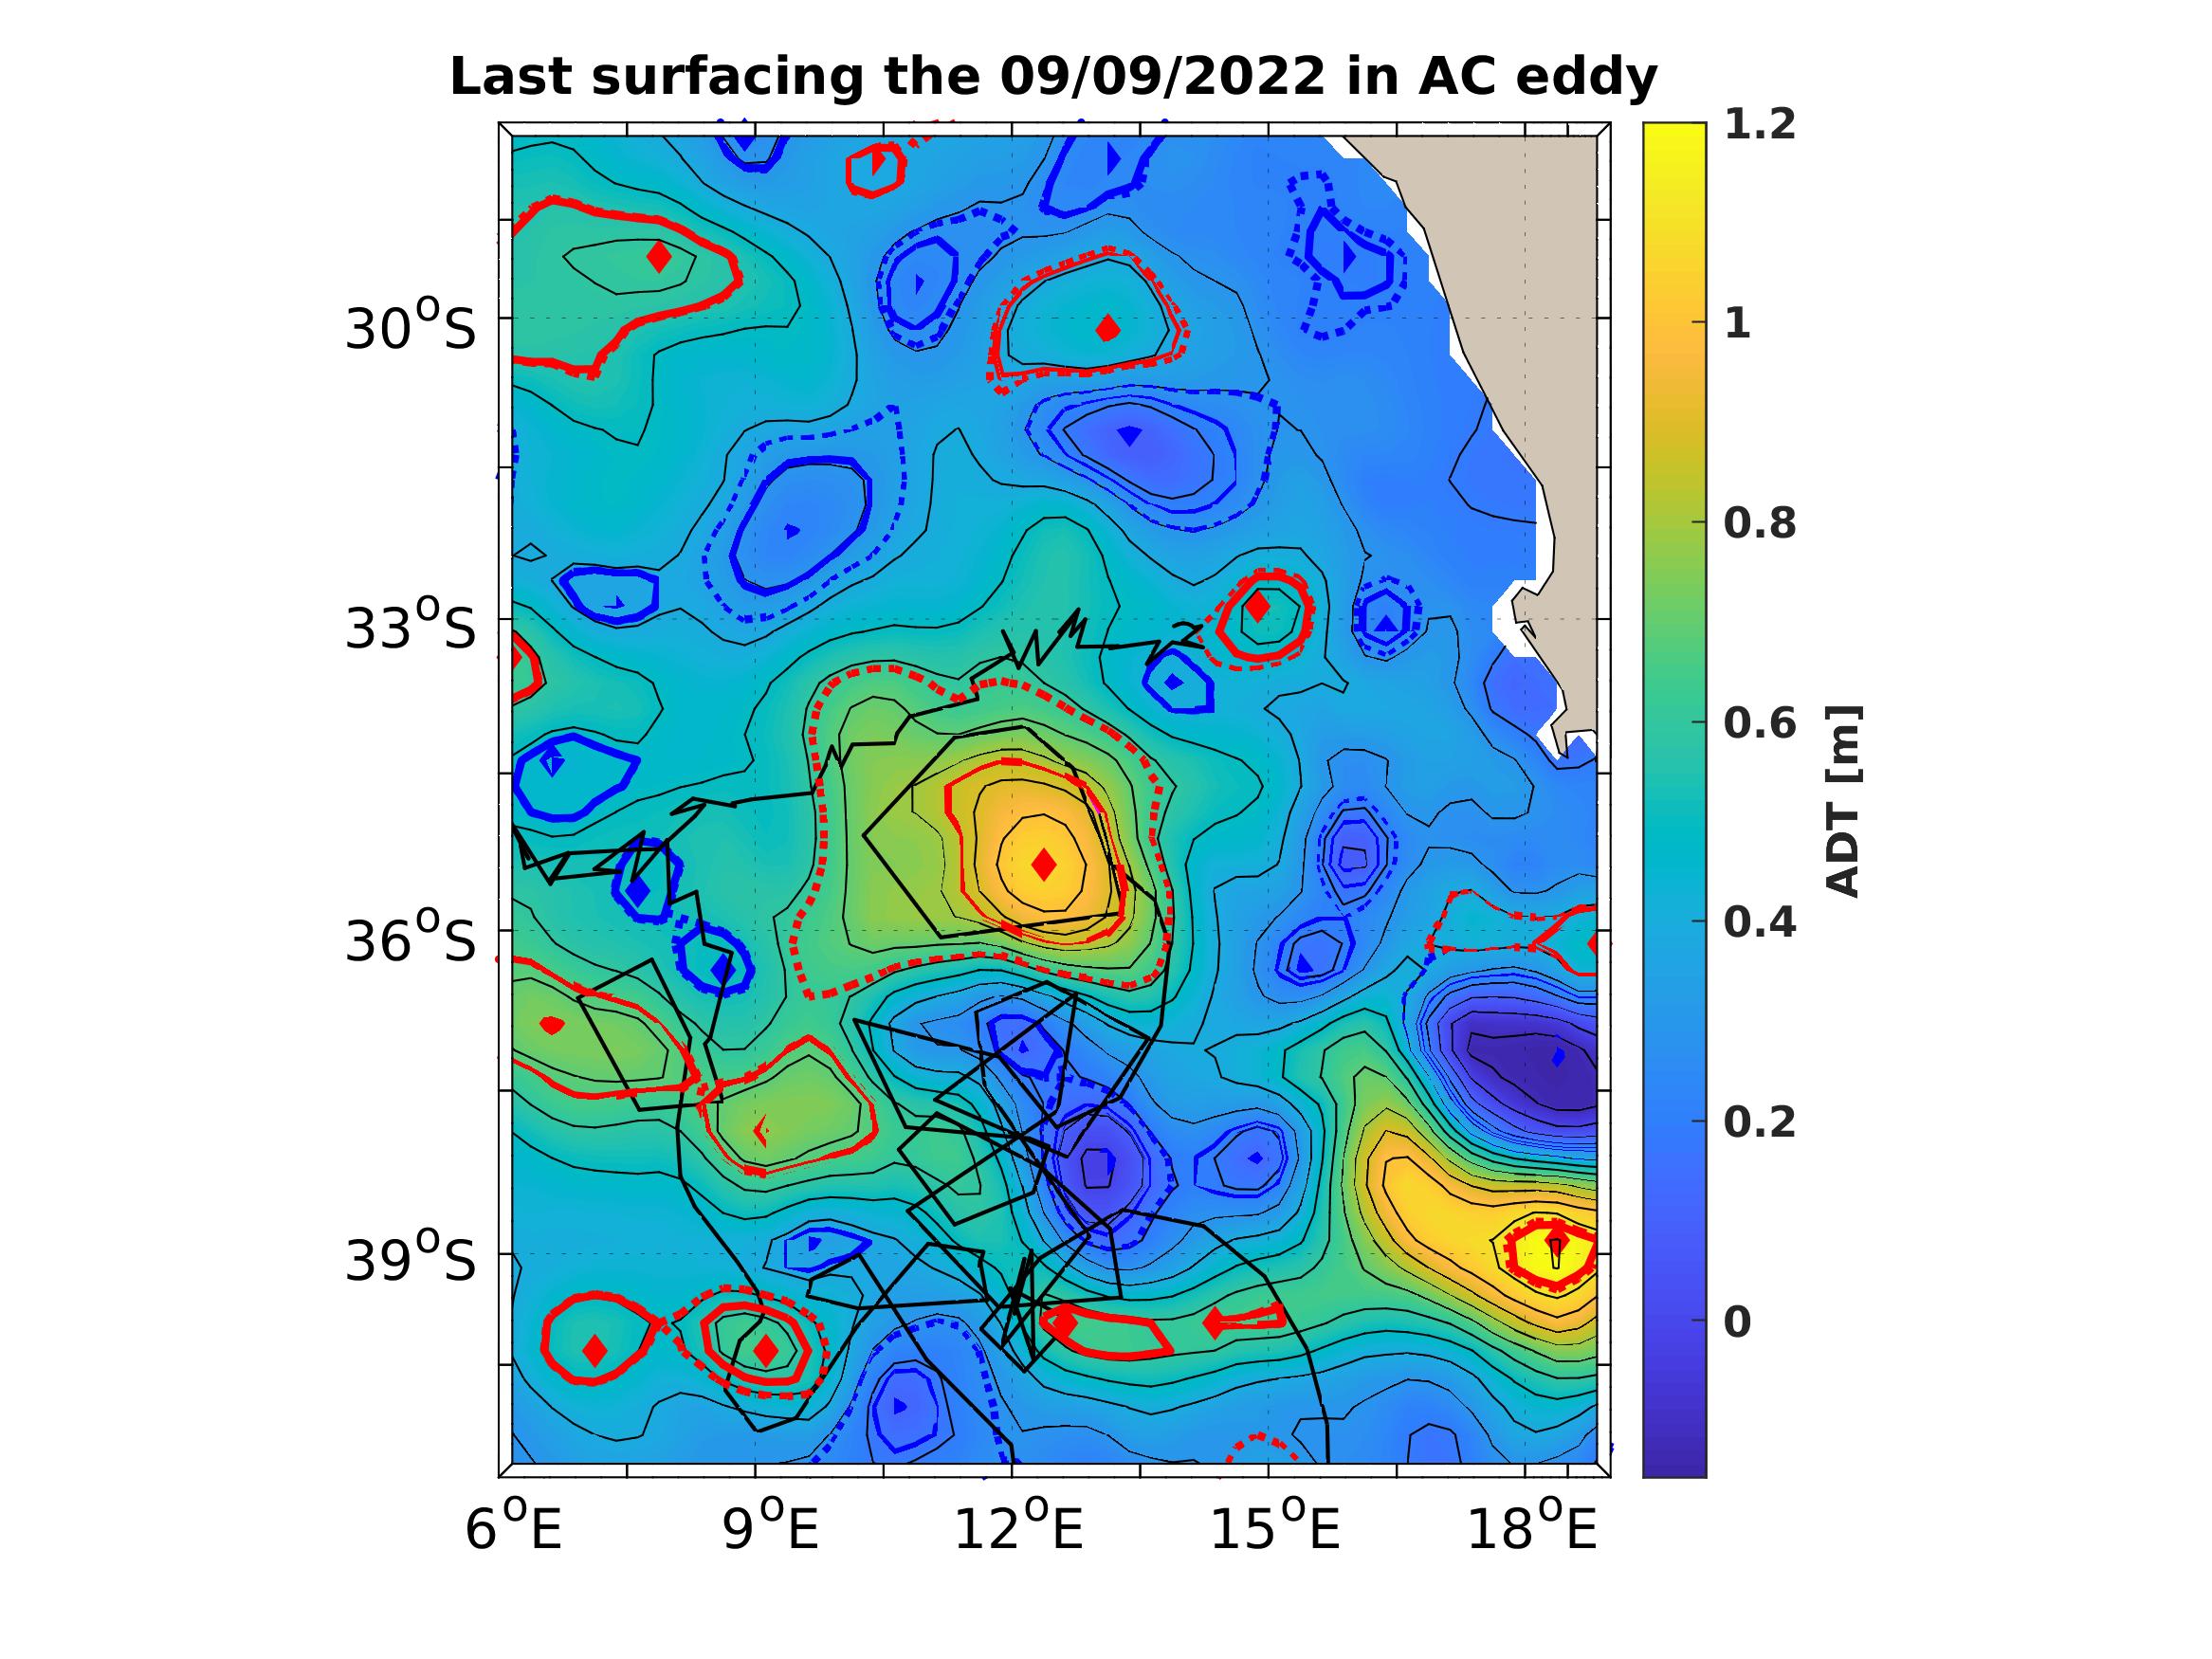 Last surfacing the 09/09/2022 in AC eddy
30°S
33°S
36°S
39°S
6°E 9°E 12°E 15°E 18°E
1.2
1
0.8
0.6
0.4
0.2
0
ADT [m]